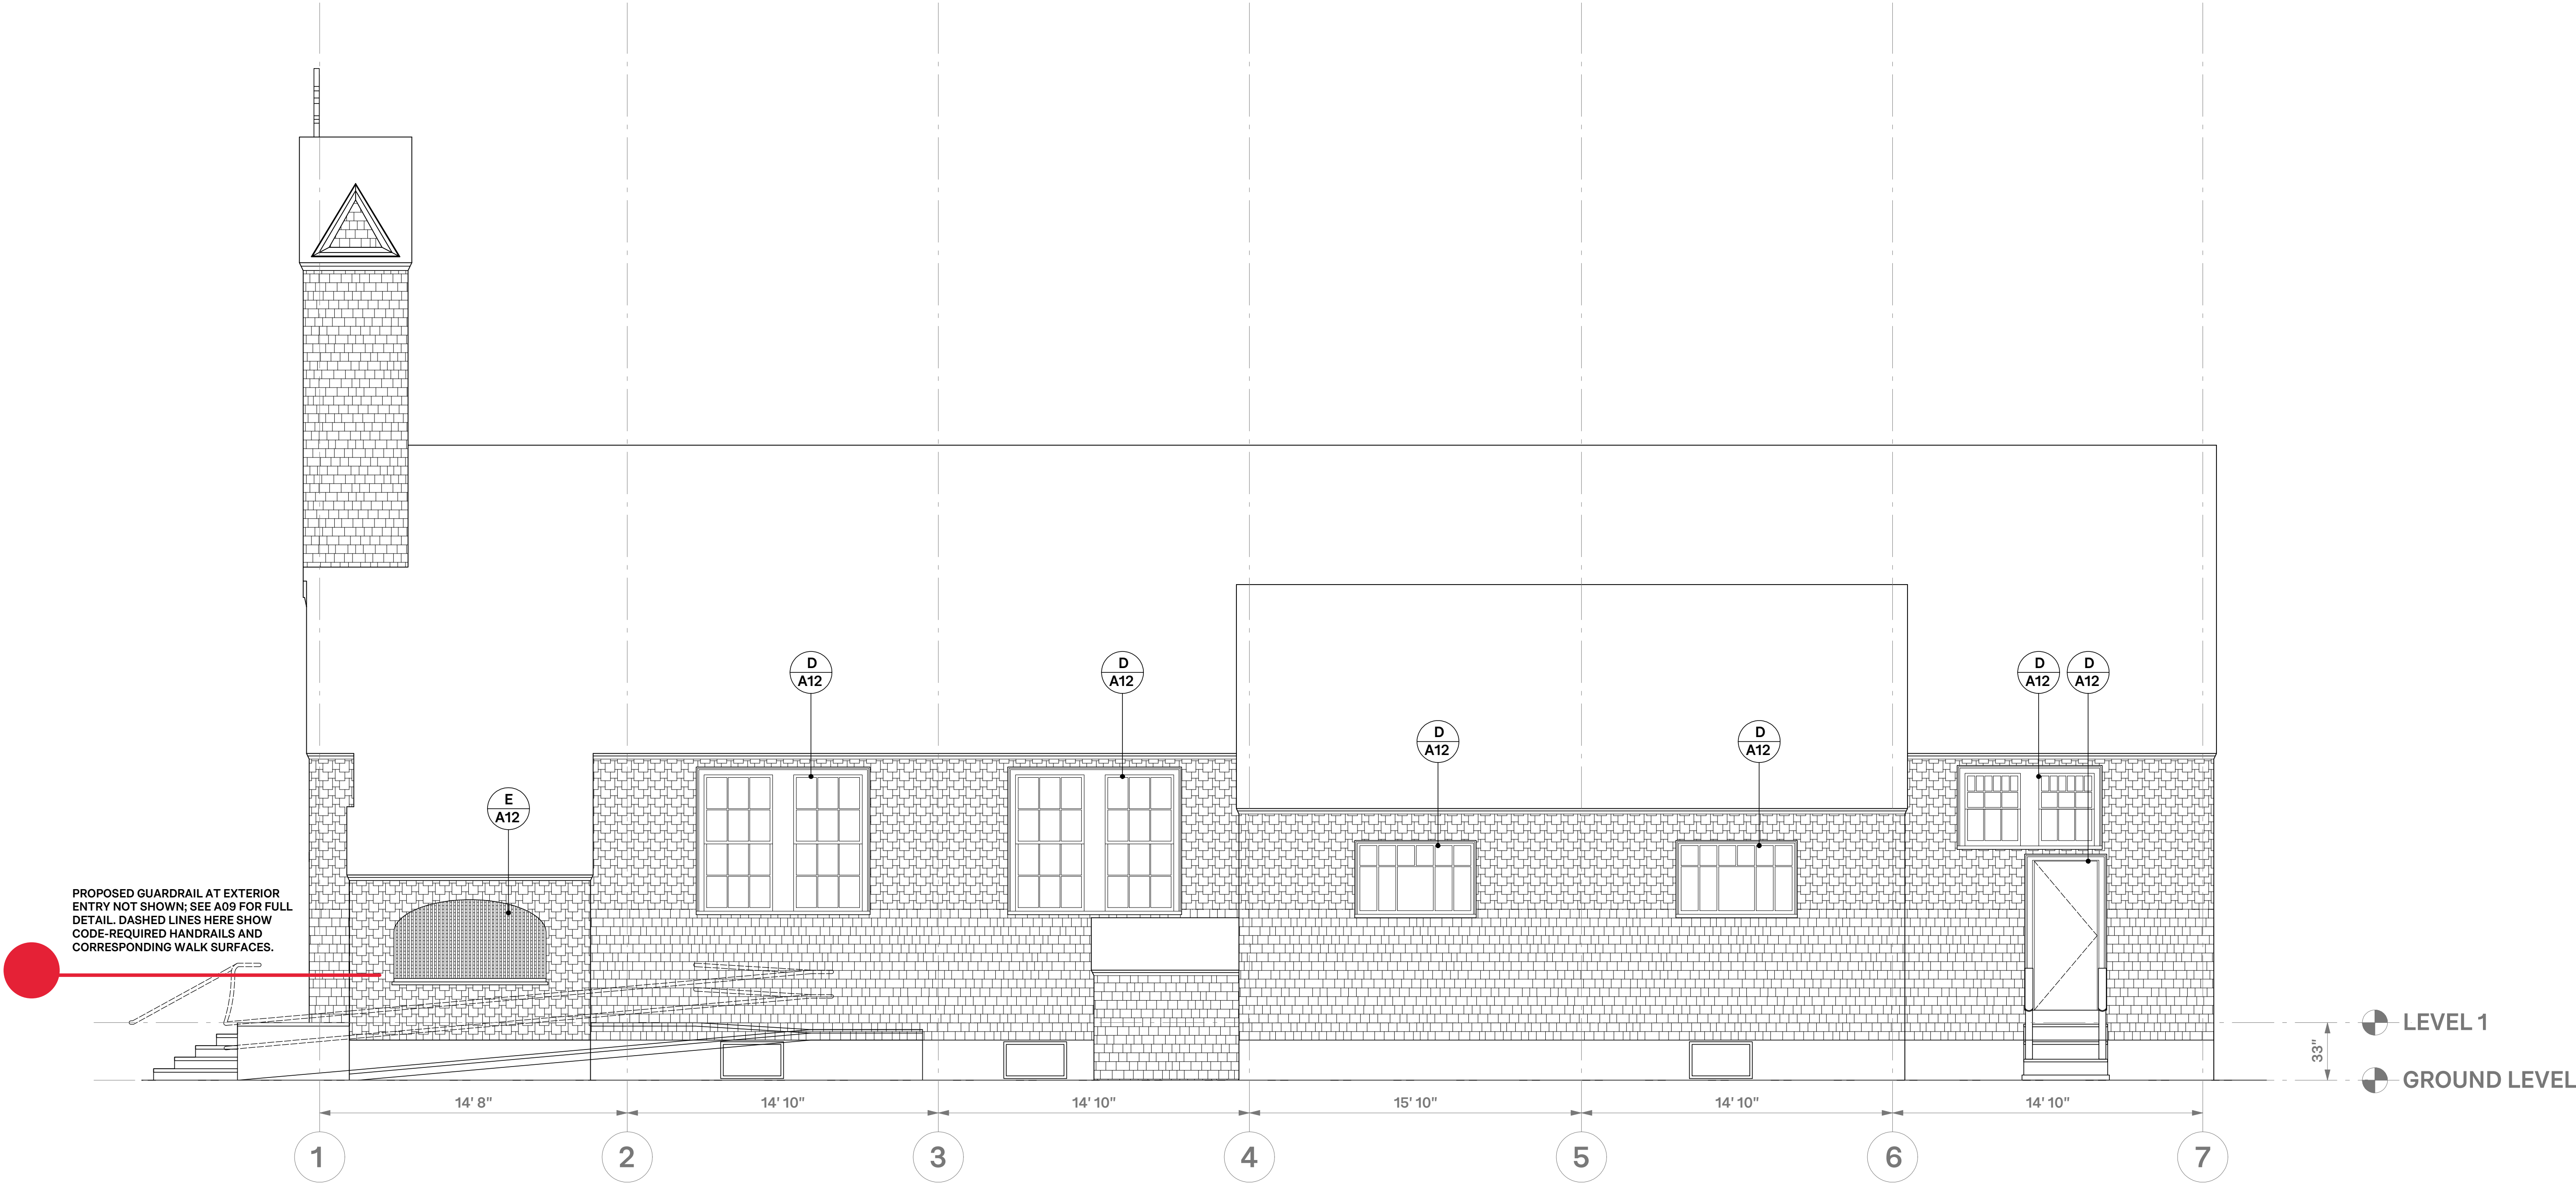 D
A12
D
A12
D
A12
D
A12
D
A12
D
A12
E
A12
PROPOSED GUARDRAIL AT EXTERIOR
ENTRY NOT SHOWN; SEE A09 FOR FULL
DETAIL. DASHED LINES HERE SHOW
CODE-REQUIRED HANDRAILS AND
CORRESPONDING WALK SURFACES.
LEVEL 1
33"
GROUND LEVEL
14' 8"
14' 10"
14' 10"
15' 10"
14' 10"
14' 10"
1
2
3
4
5
6
7